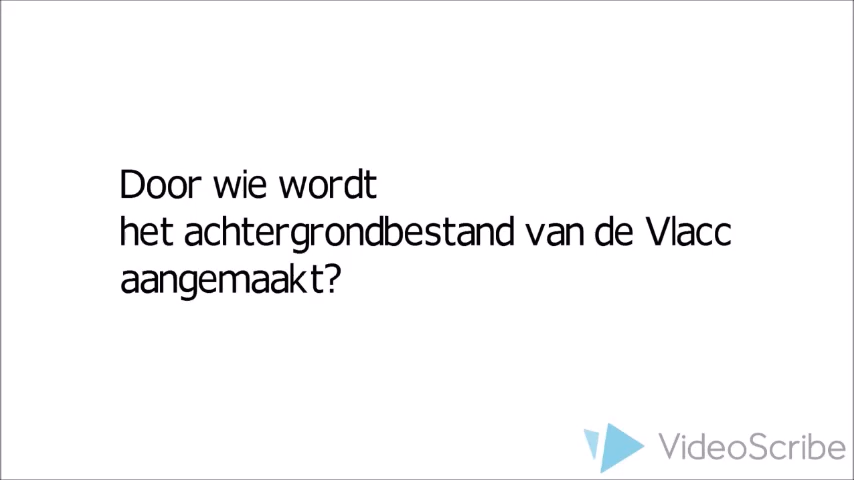 Door wie wordt
het achtergrondbestand van de Vlacc
aangemaakt?
VideoScribe